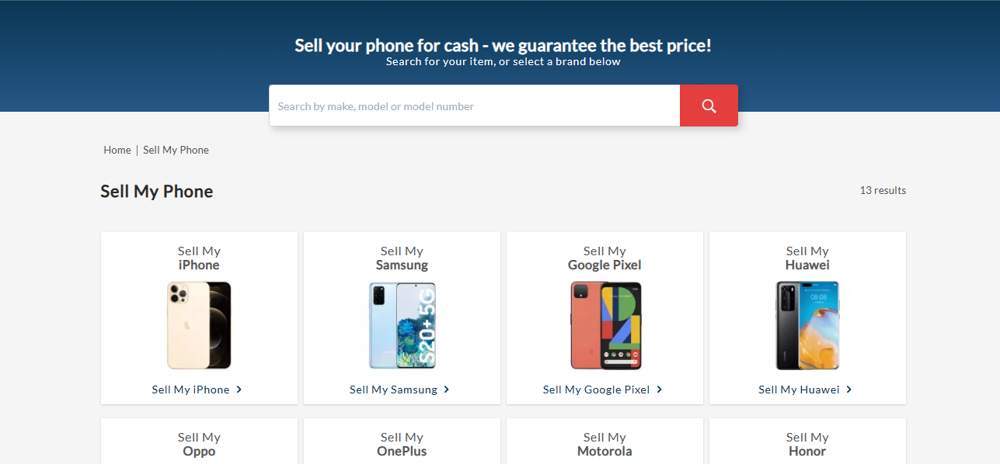 Sell your phone for cash - we guarantee the best price!
Search for your item, or select a brand below
Search by make, model or model number
Home | Sell My Phone
Sell My Phone
13 results
Sell My
iPhone
Sell My iPhone
Sell My
Samsung
S20+ 5G
Sell My Samsung
Sell My
Google Pixel
Sell My Google Pixel
Sell My
Huawei
08:08
Sell My Huawei
Sell My
Oppo
Sell My
OnePlus
Sell My
Motorola
Sell My
Honor